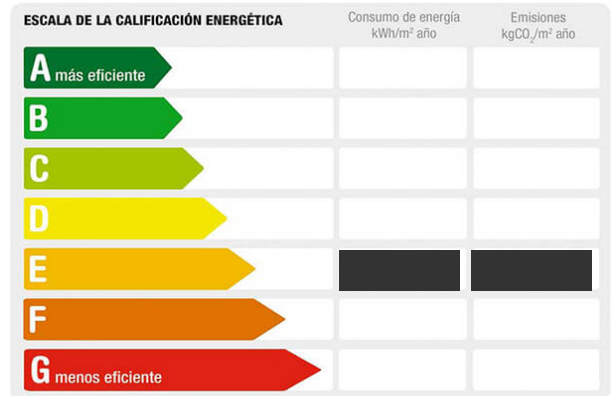 ESCALA DE LA CALIFICACIÓN ENERGÉTICA
Consumo de energía
kWh/m² año
Emisiones
kgCO₂/m² año
A más eficiente
B
C
D
E
F
G menos eficiente